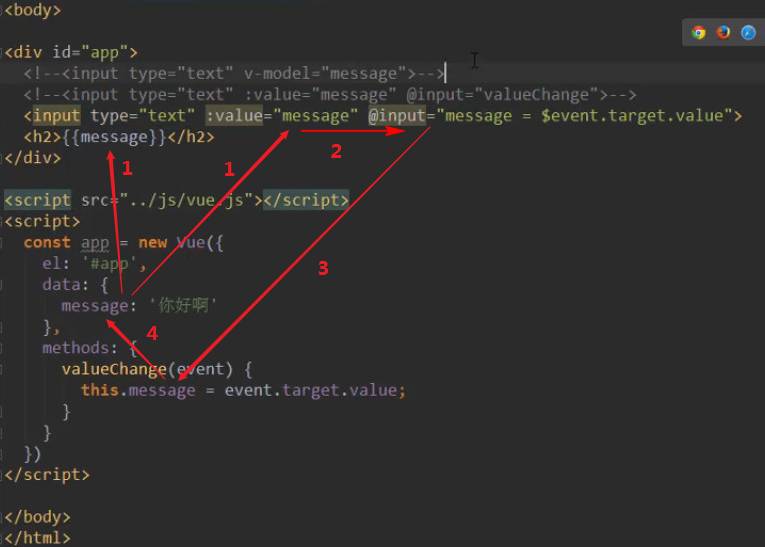 <body>
<div id="app">
<!--<input type="text" v-model="message">-->
<!--<input type="text" :value="message" @input="valueChange">-->
<input type="text" :value="message" @input="message = $event.target.value">
<h2>{{message}}</h2>
</div>
1
1
2
<script src="../js/vue.js"></script>
<script>
const app = new Vue({
el: '#app',
3
data: {
message: '你好啊'
},
4
methods: {
valueChange(event) {
this.message = event.target.value;
}
}
})
</script>
</body>
</html>